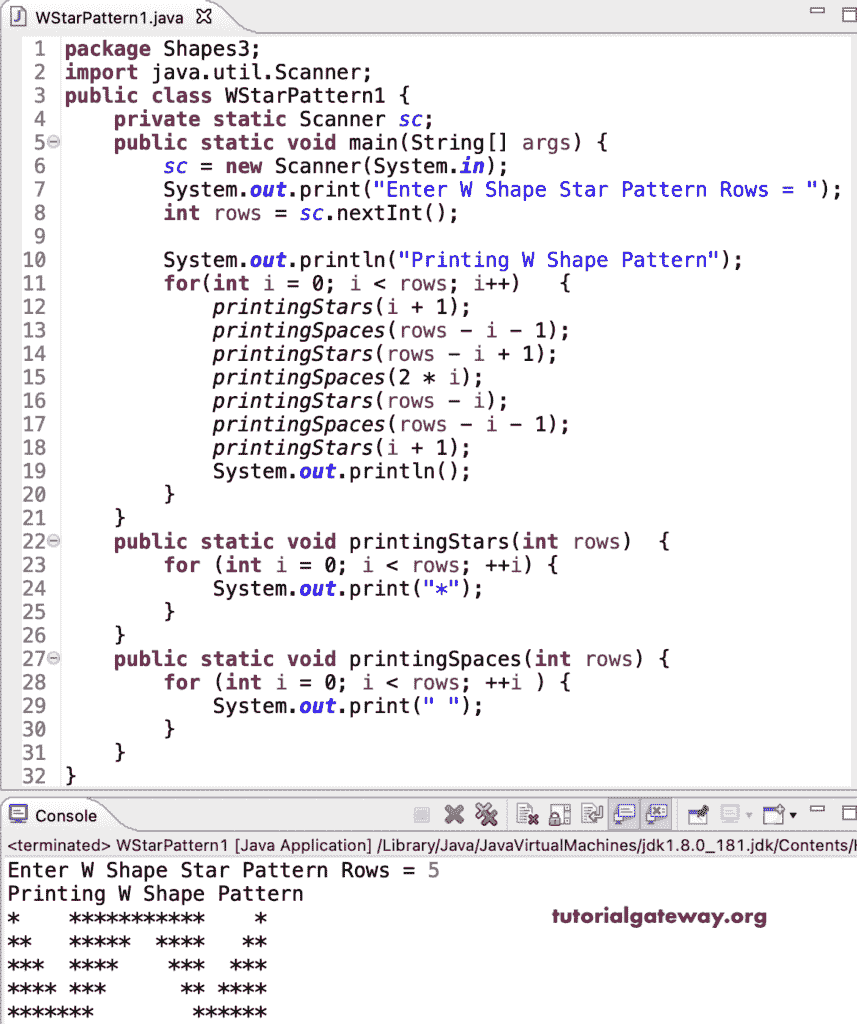 WStarPattern1.java
1 package Shapes3;
2 import java.util.Scanner;
3 public class WStarPattern1 {
4     private static Scanner sc;
5     public static void main(String[] args) {
6         sc = new Scanner(System.in);
7         System.out.print("Enter W Shape Star Pattern Rows = ");
8         int rows = sc.nextInt();
9
10         System.out.println("Printing W Shape Pattern");
11         for(int i = 0; i < rows; i++)   {
12             printingStars(i + 1);
13             printingSpaces(rows - i - 1);
14             printingStars(rows - i + 1);
15             printingSpaces(2 * i);
16             printingStars(rows - i);
17             printingSpaces(rows - i - 1);
18             printingStars(i + 1);
19             System.out.println();
20         }
21     }
22     public static void printingStars(int rows)  {
23         for (int i = 0; i < rows; ++i) {
24             System.out.print("*");
25         }
26     }
27     public static void printingSpaces(int rows) {
28         for (int i = 0; i < rows; ++i ) {
29             System.out.print(" ");
30         }
31     }
32 }
Console
<terminated> WStarPattern1 [Java Application] /Library/Java/JavaVirtualMachines/jdk1.8.0_181.jdk/Contents/
Enter W Shape Star Pattern Rows = 5
Printing W Shape Pattern
*    ***********    *
tutorialgateway.org
**   *****  ****   **
***  ****    ***  ***
**** ***      ** ****
*******        ******